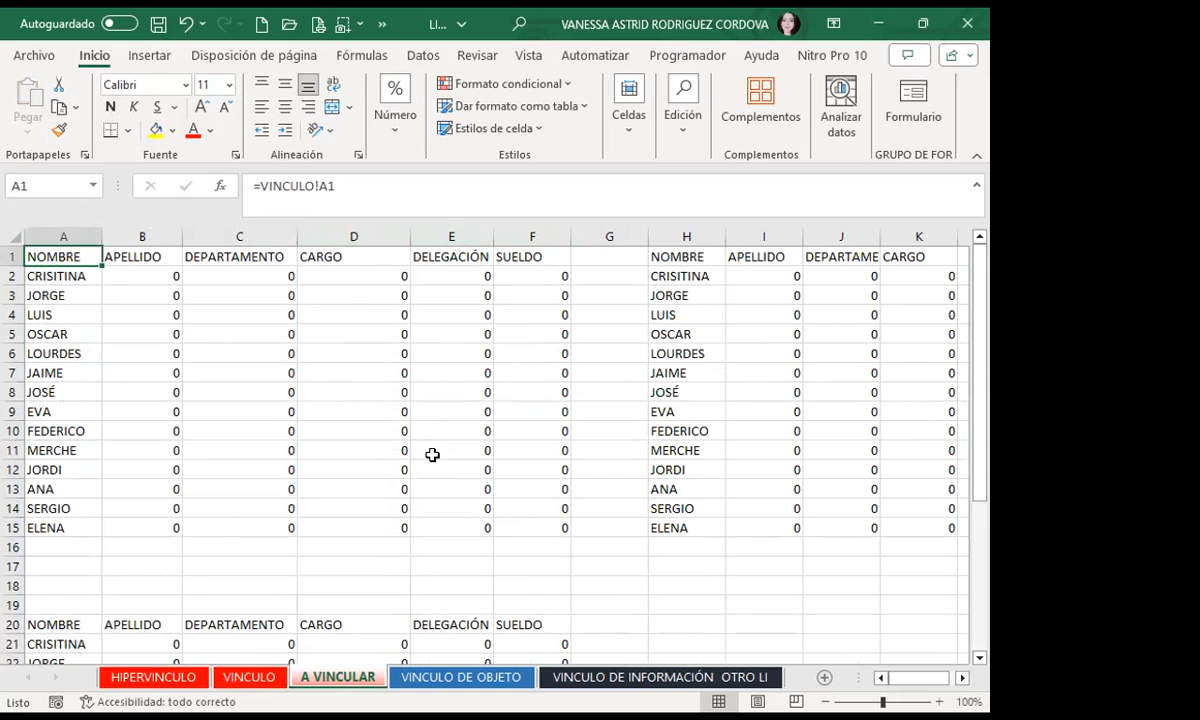 Autoguardado LI... VANESSA ASTRID RODRIGUEZ CORDOVA
Archivo Inicio Insertar Disposición de página Fórmulas Datos Revisar Vista Automatizar Programador Ayuda Nitro Pro 10
Calibri 11 Formato condicional
Dar formato como tabla
Estilos de celda
Pegar N K S Número Celdas Edición Complementos Analizar datos Formulario
Portapapeles Fuente Alineación Estilos Complementos GRUPO DE FOR
A1 fx =VINCULO!A1
A B C D E F G H I J K
1 NOMBRE APELLIDO DEPARTAMENTO CARGO DELEGACIÓN SUELDO NOMBRE APELLIDO DEPARTAME CARGO
2 CRISITINA 0 0 0 0 0 CRISITINA 0 0 0
3 JORGE 0 0 0 0 0 JORGE 0 0 0
4 LUIS 0 0 0 0 0 LUIS 0 0 0
5 OSCAR 0 0 0 0 0 OSCAR 0 0 0
6 LOURDES 0 0 0 0 0 LOURDES 0 0 0
7 JAIME 0 0 0 0 0 JAIME 0 0 0
8 JOSÉ 0 0 0 0 0 JOSÉ 0 0 0
9 EVA 0 0 0 0 0 EVA 0 0 0
10 FEDERICO 0 0 0 0 0 FEDERICO 0 0 0
11 MERCHE 0 0 0 0 0 MERCHE 0 0 0
12 JORDI 0 0 0 0 0 JORDI 0 0 0
13 ANA 0 0 0 0 0 ANA 0 0 0
14 SERGIO 0 0 0 0 0 SERGIO 0 0 0
15 ELENA 0 0 0 0 0 ELENA 0 0 0
16
17
18
19
20 NOMBRE APELLIDO DEPARTAMENTO CARGO DELEGACIÓN SUELDO
21 CRISITINA 0 0 0 0 0
22 JORGE 0 0 0 0 0
HIPERVINCULO VINCULO A VINCULAR VINCULO DE OBJETO VINCULO DE INFORMACIÓN OTRO LI
Listo Accesibilidad: todo correcto 100%